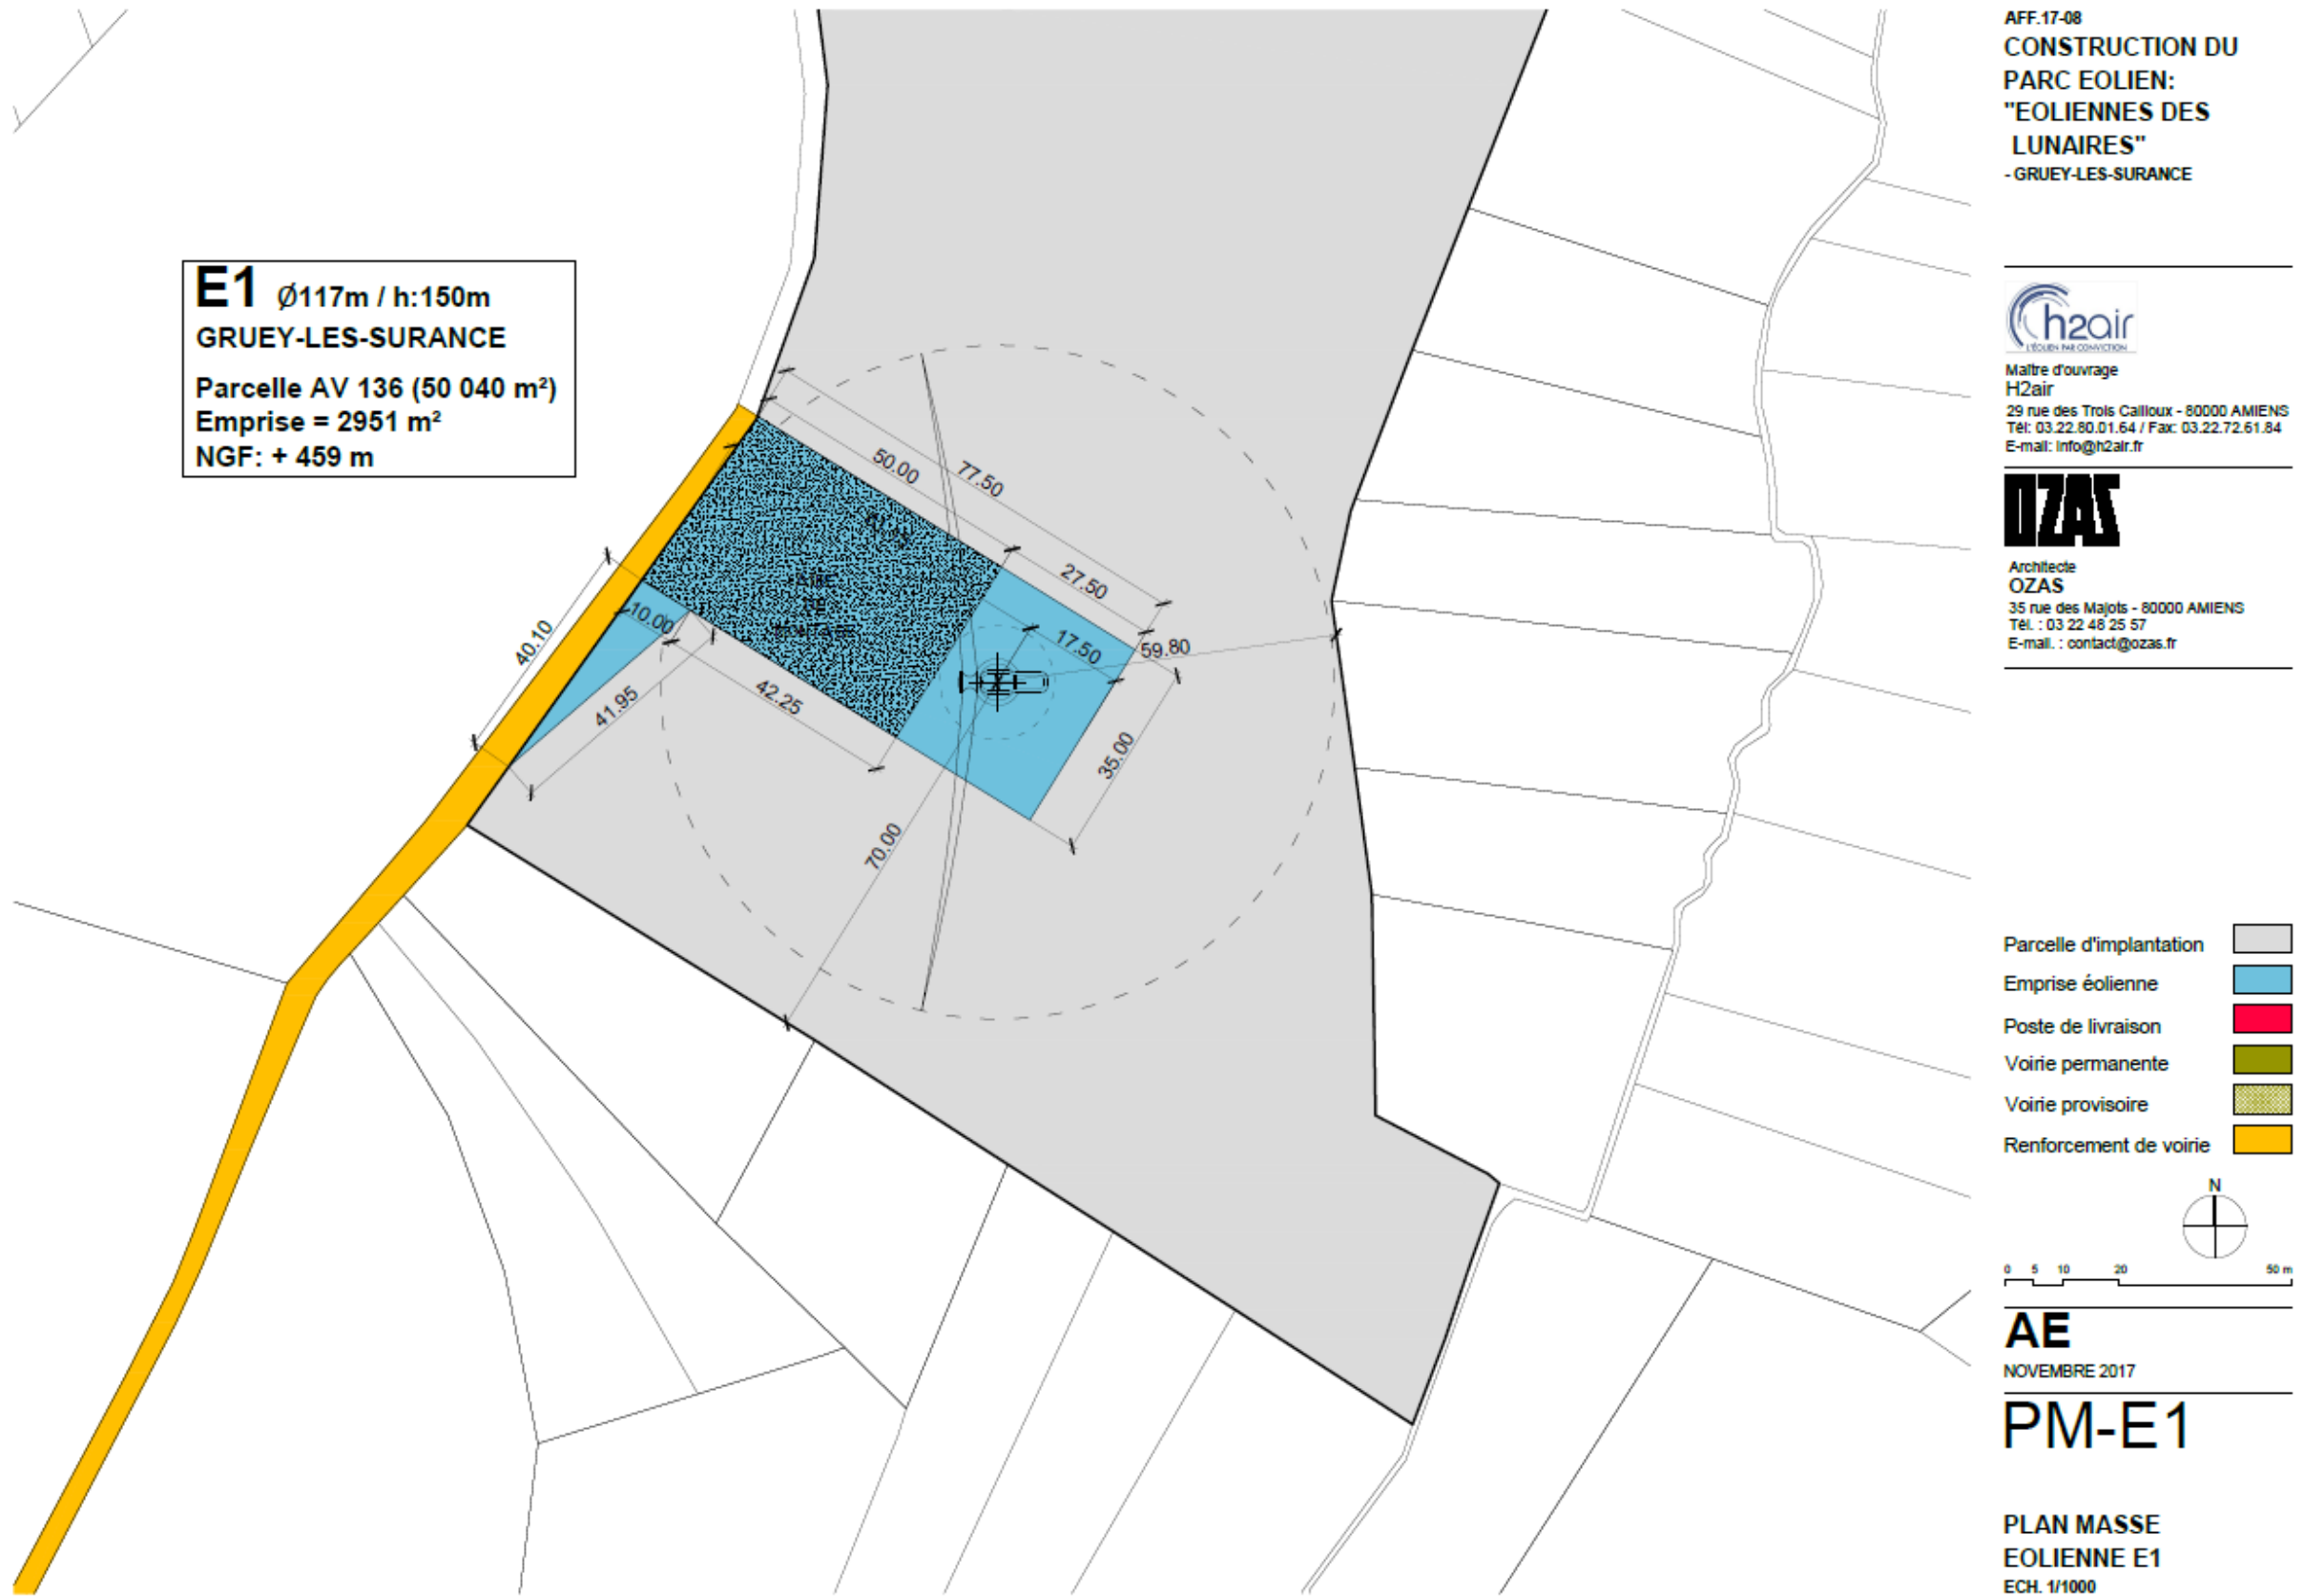 E1 Ø117m / h:150m
GRUEY-LES-SURANCE
Parcelle AV 136 (50 040 m²)
Emprise = 2951 m²
NGF: + 459 m
50.00
77.50
27.50
17.50
59.80
10.00
40.10
41.95
42.25
35.00
70.00
AFF.17-08
CONSTRUCTION DU
PARC EOLIEN:
"EOLIENNES DES
LUNAIRES"
- GRUEY-LES-SURANCE
h2air
L'ÉOLIEN PAR CONVICTION
Maître d'ouvrage
H2air
29 rue des Trois Cailloux - 80000 AMIENS
Tél: 03.22.80.01.64 / Fax: 03.22.72.61.84
E-mail: info@h2air.fr
OZAS
Architecte
OZAS
35 rue des Majots - 80000 AMIENS
Tél. : 03 22 48 25 57
E-mail. : contact@ozas.fr
Parcelle d'implantation
Emprise éolienne
Poste de livraison
Voirie permanente
Voirie provisoire
Renforcement de voirie
N
0 5 10 20 50 m
AE
NOVEMBRE 2017
PM-E1
PLAN MASSE
EOLIENNE E1
ECH. 1/1000